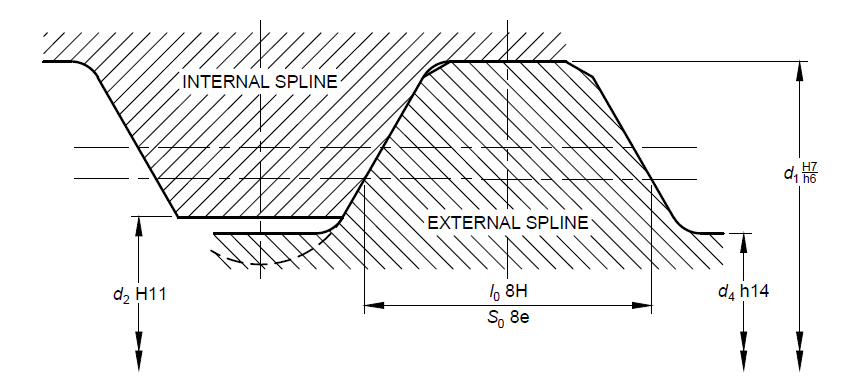 INTERNAL SPLINE
d₁ H7/h6
EXTERNAL SPLINE
d₂ H11
l₀ 8H
S₀ 8e
d₄ h14